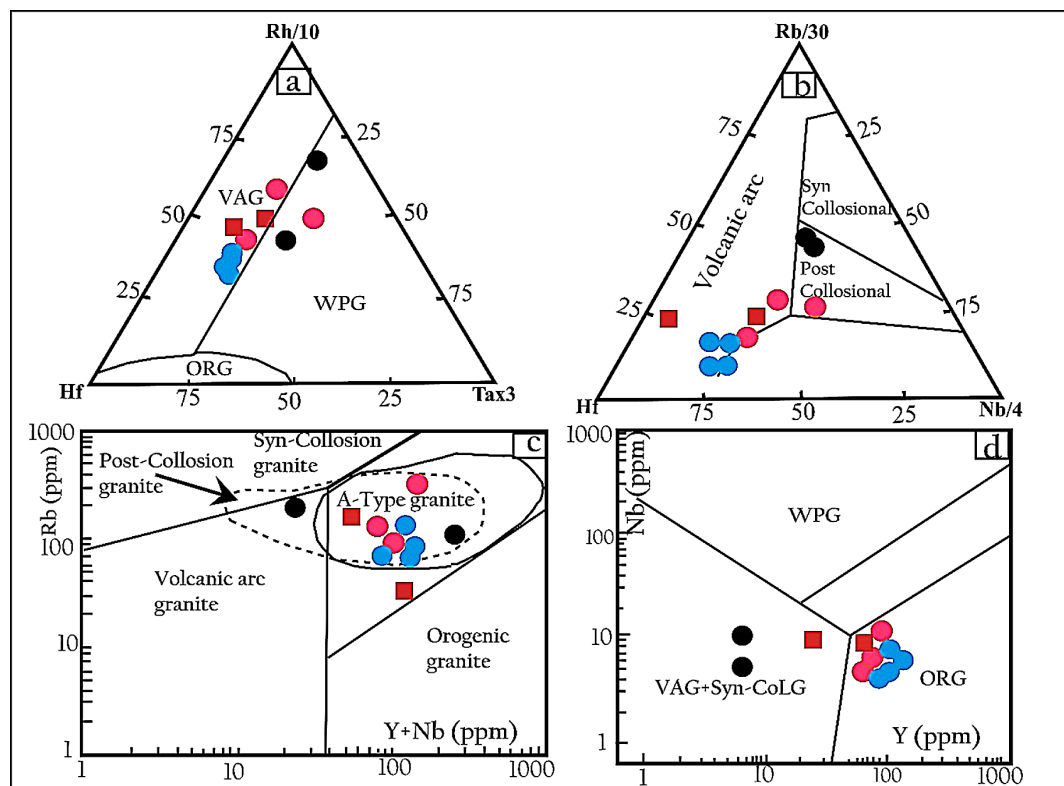 Rh/10
a
75
25
VAG
50
50
WPG
25
75
ORG
Hf
75
50
25
Tax3
Rb/30
b
75
25
Volcanic arc
Syn
Collosional
50
50
Post
Collosional
25
75
Hf
75
50
25
Nb/4
1000
Syn-Collosion
granite
c
Post-Collosion
granite
Rb (ppm)
A-Type granite
100
Volcanic arc
granite
10
Orogenic
granite
Y+Nb (ppm)
1
1
10
100
1000
1000
Nb (ppm)
d
WPG
100
10
VAG+Syn-CoLG
ORG
1
Y (ppm)
1
10
100
1000